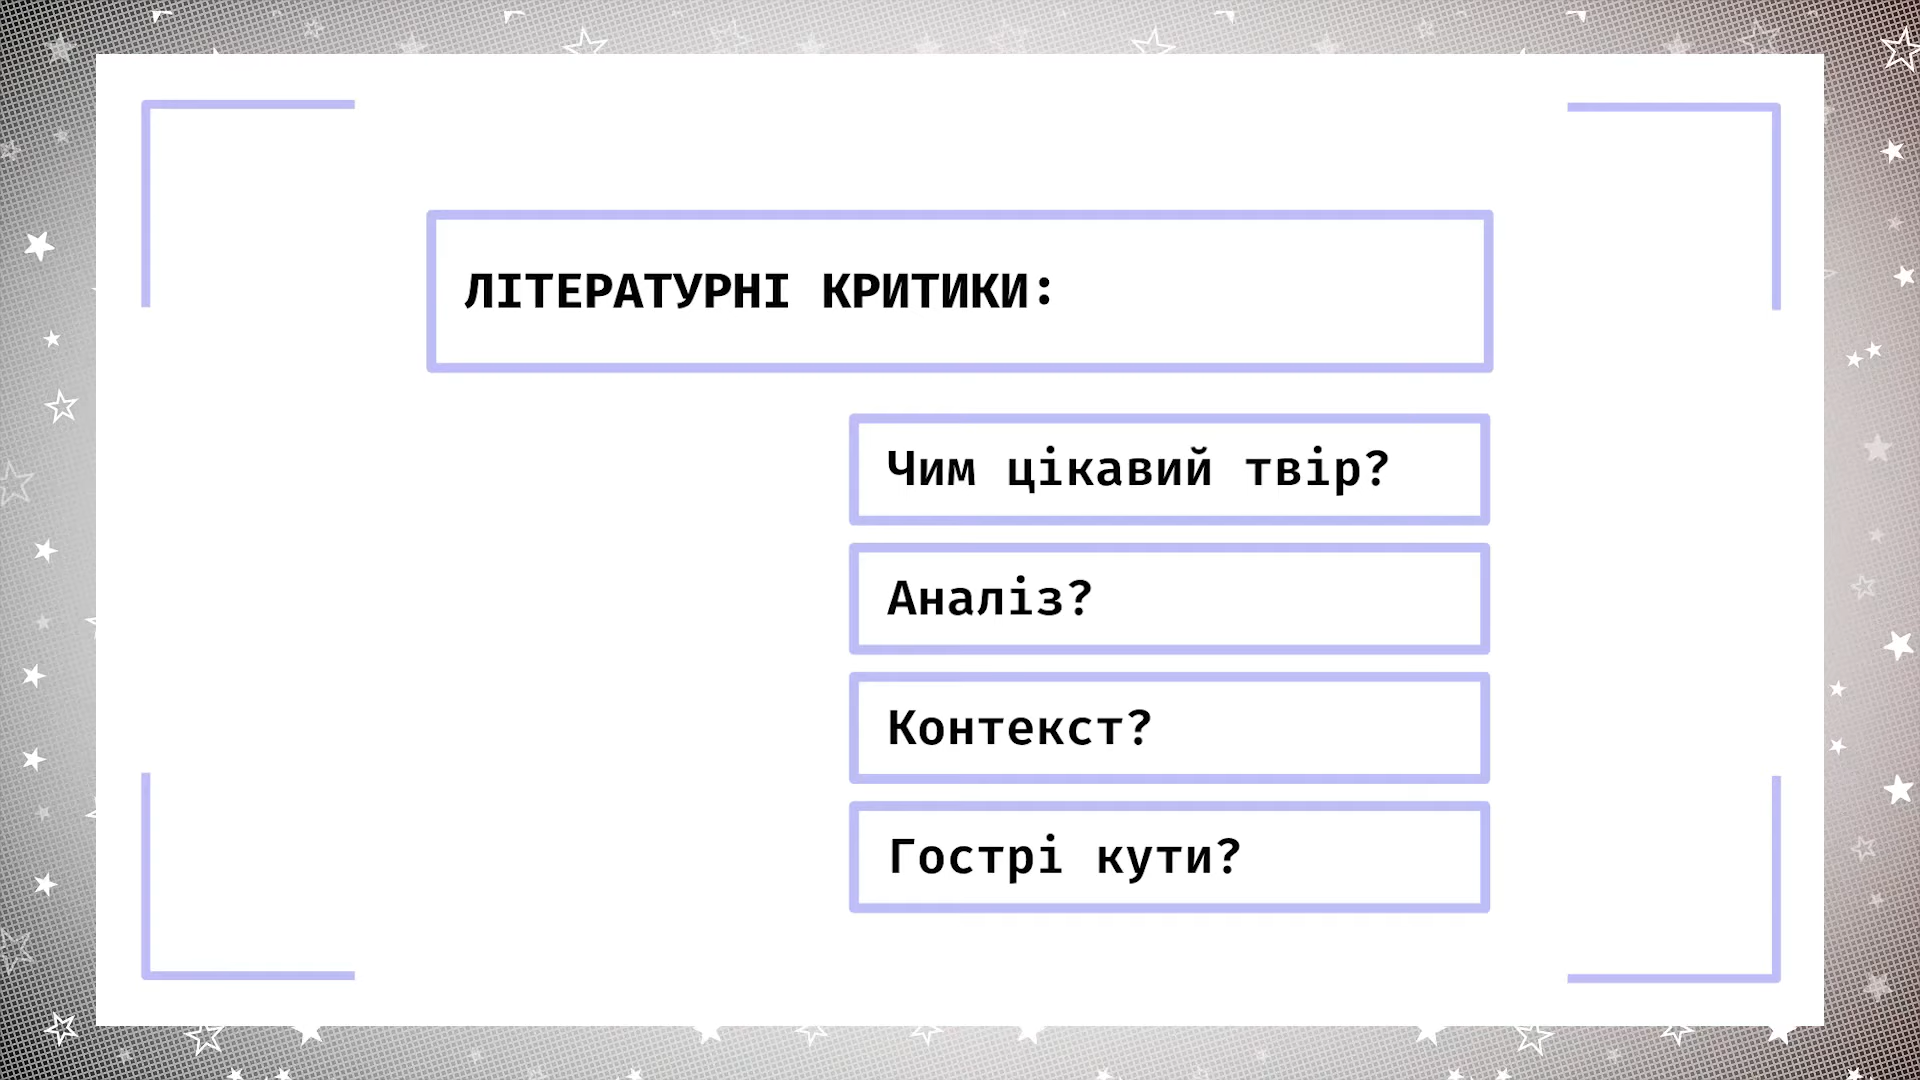 ЛІТЕРАТУРНІ КРИТИКИ:
Чим цікавий твір?
Аналіз?
Контекст?
Гострі кути?